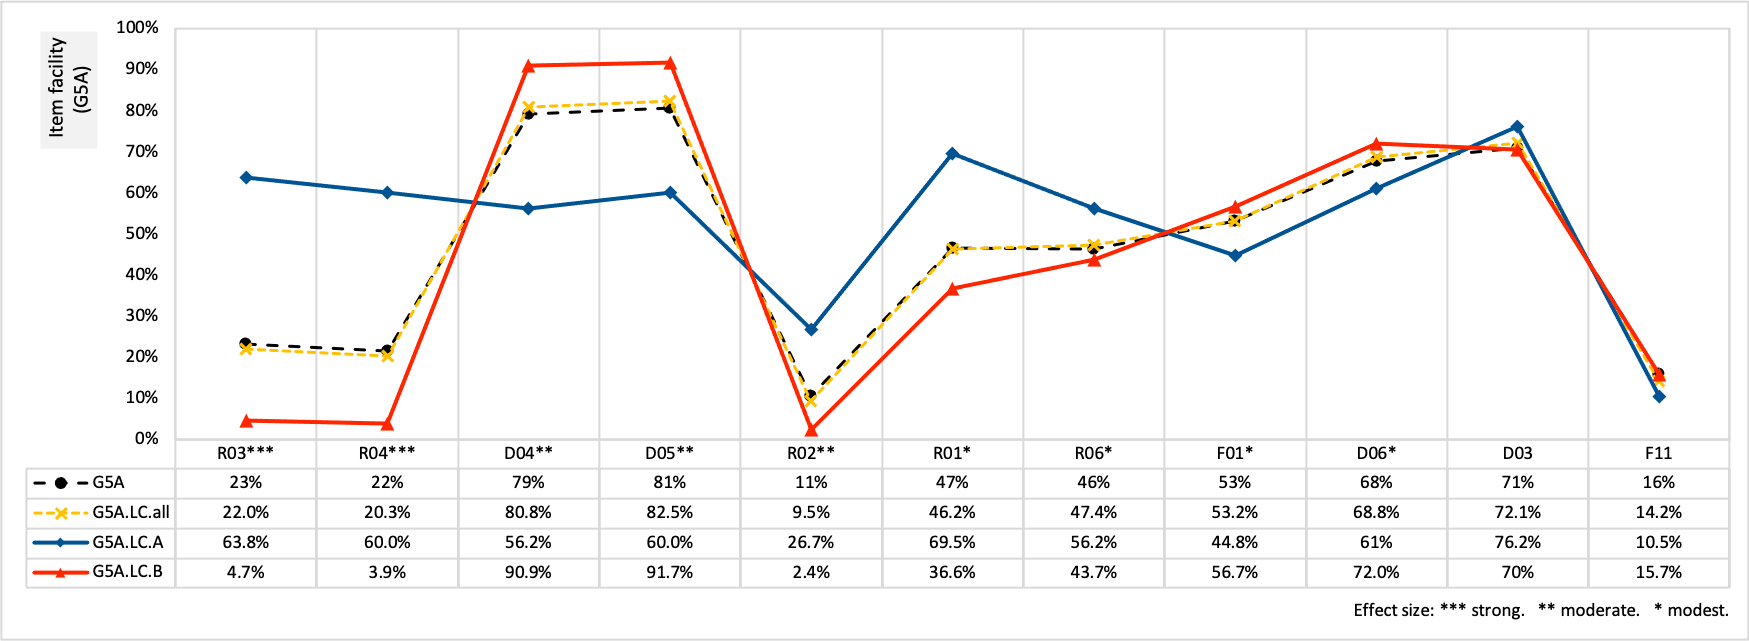 100%
90%
80%
70%
60%
50%
40%
30%
20%
10%
0%
Item facility
(G5A)
R03*** R04*** D04** D05** R02** R01* R06* F01* D06* D03 F11
G5A 23% 22% 79% 81% 11% 47% 46% 53% 68% 71% 16%
G5A.LC.all 22.0% 20.3% 80.8% 82.5% 9.5% 46.2% 47.4% 53.2% 68.8% 72.1% 14.2%
G5A.LC.A 63.8% 60.0% 56.2% 60.0% 26.7% 69.5% 56.2% 44.8% 61% 76.2% 10.5%
G5A.LC.B 4.7% 3.9% 90.9% 91.7% 2.4% 36.6% 43.7% 56.7% 72.0% 70% 15.7%
Effect size: *** strong. ** moderate. * modest.